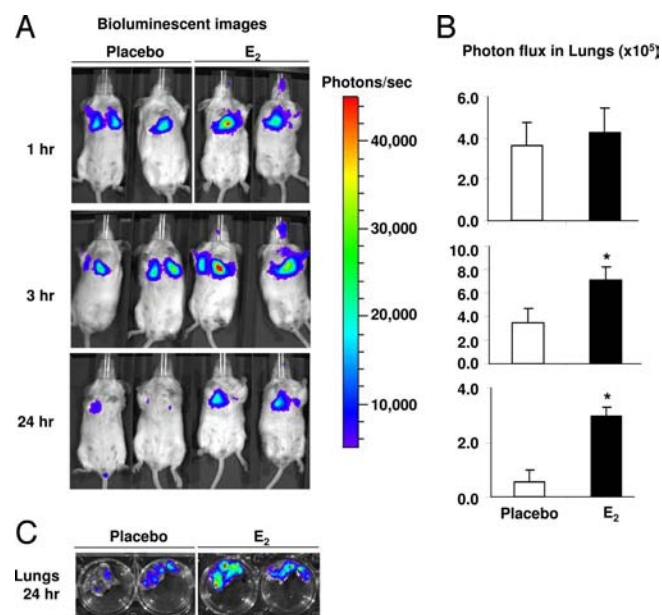 A
Bioluminescent images
Placebo E₂
1 hr
3 hr
24 hr
Photons/sec
40,000
30,000
20,000
10,000
B
Photon flux in Lungs (x10⁵)
6.0
4.0
2.0
0.0
10.0
*
8.0
6.0
4.0
2.0
0.0
4.0
*
2.0
0.0
Placebo E₂
C
Placebo E₂
Lungs
24 hr